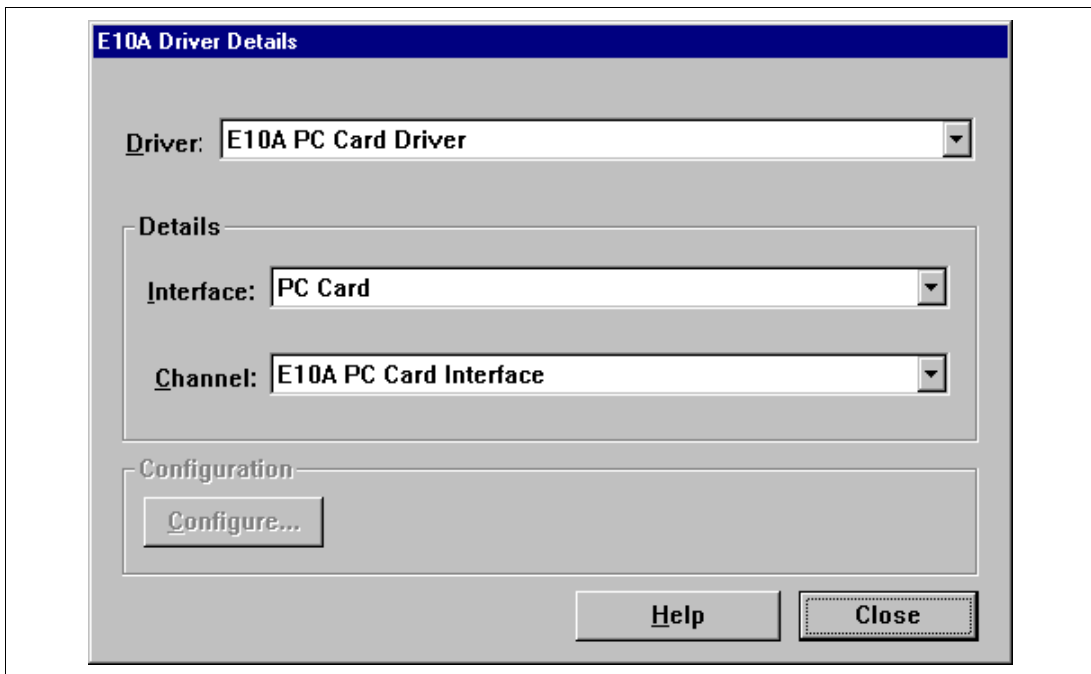 E10A Driver Details
Driver: E10A PC Card Driver
Details
Interface: PC Card
Channel: E10A PC Card Interface
Configuration
Configure...
Help Close